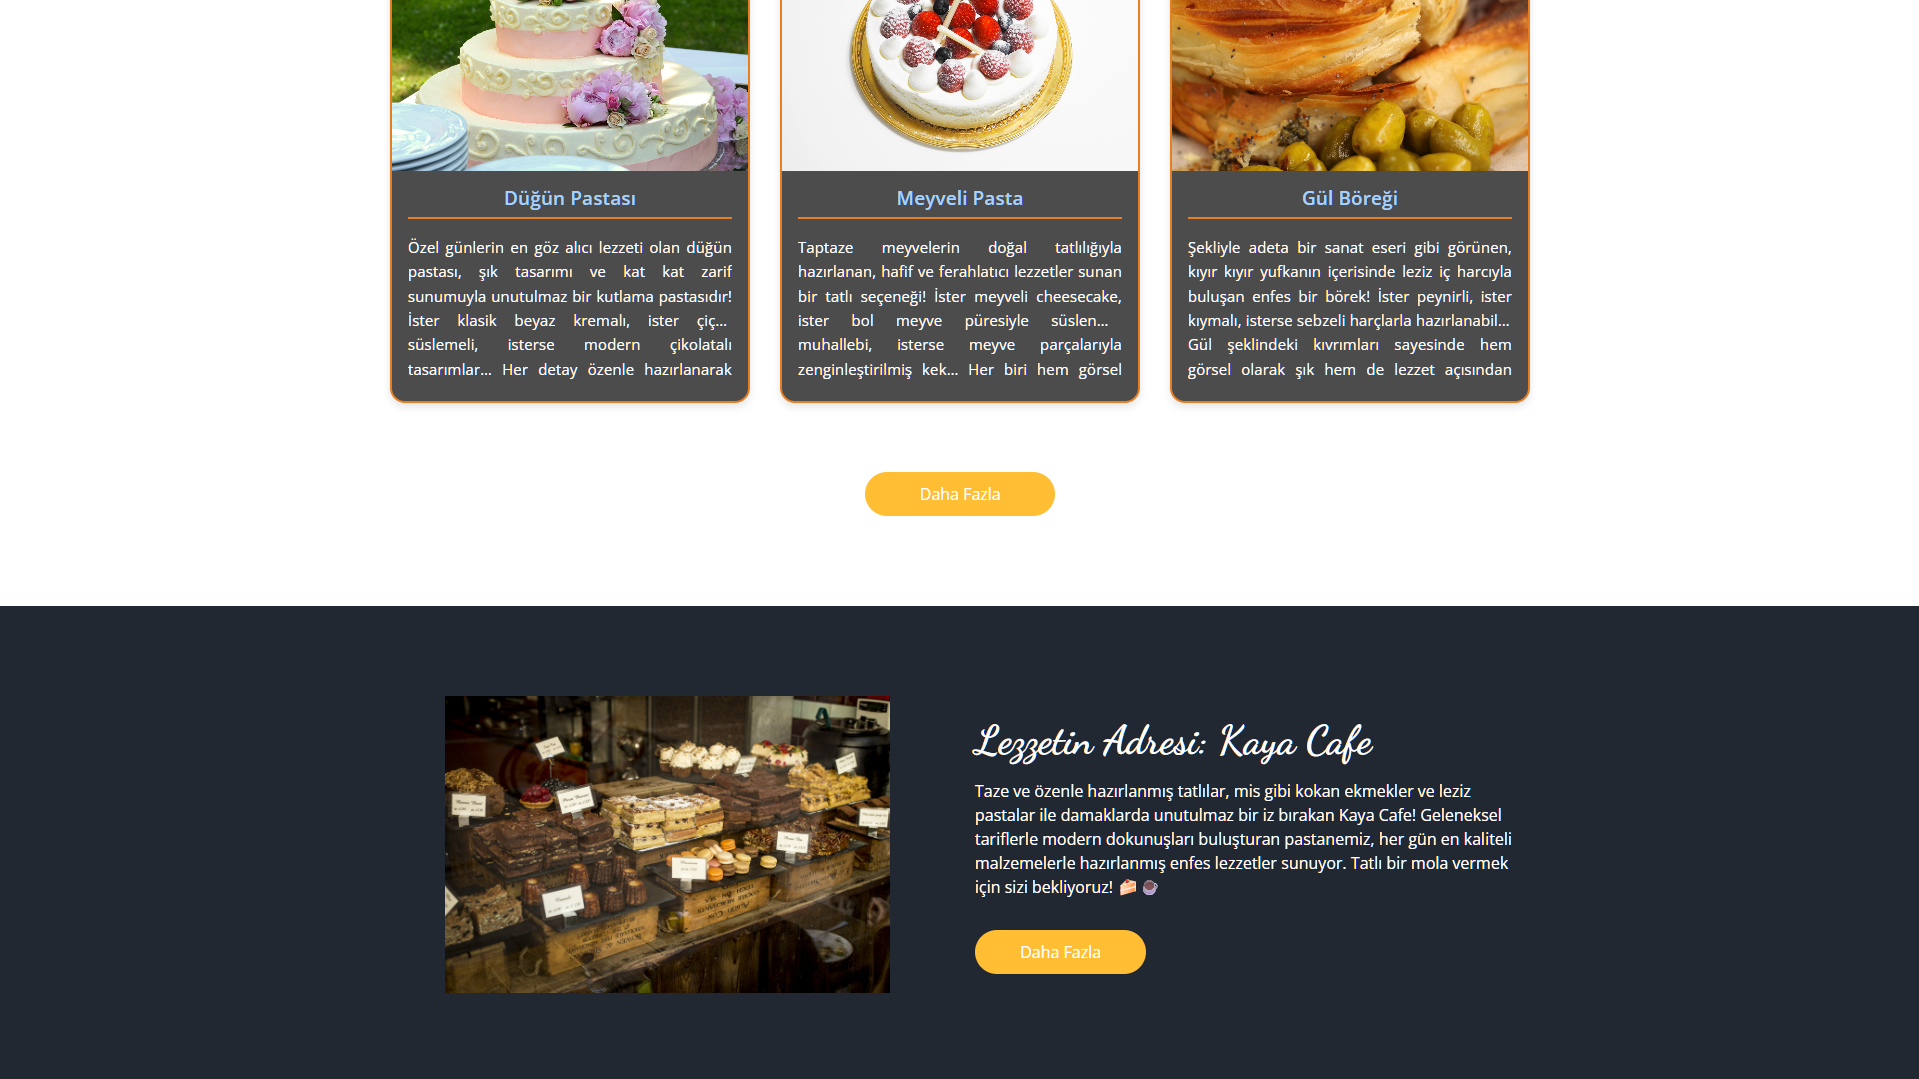 Düğün Pastası
Özel günlerin en göz alıcı lezzeti olan düğün
pastası, şık tasarımı ve kat kat zarif
sunumuyla unutulmaz bir kutlama pastasıdır!
İster klasik beyaz kremalı, ister çiç...
süslemeli, isterse modern çikolatalı
tasarımlar... Her detay özenle hazırlanarak
Meyveli Pasta
Taptaze meyvelerin doğal tatlılığıyla
hazırlanan, hafif ve ferahlatıcı lezzetler sunan
bir tatlı seçeneği! İster meyveli cheesecake,
ister bol meyve püresiyle süslen...
muhallebi, isterse meyve parçalarıyla
zenginleştirilmiş kek... Her biri hem görsel
Gül Böreği
Şekliyle adeta bir sanat eseri gibi görünen,
kıyır kıyır yufkanın içerisinde leziz iç harcıyla
buluşan enfes bir börek! İster peynirli, ister
kıymalı, isterse sebzeli harçlarla hazırlanabil...
Gül şeklindeki kıvrımları sayesinde hem
görsel olarak şık hem de lezzet açısından
Daha Fazla
Lezzetin Adresi: Kaya Cafe
Taze ve özenle hazırlanmış tatlılar, mis gibi kokan ekmekler ve leziz
pastalar ile damaklarda unutulmaz bir iz bırakan Kaya Cafe! Geleneksel
tariflerle modern dokunuşları buluşturan pastanemiz, her gün en kaliteli
malzemelerle hazırlanmış enfes lezzetler sunuyor. Tatlı bir mola vermek
için sizi bekliyoruz! 🍰☕
Daha Fazla